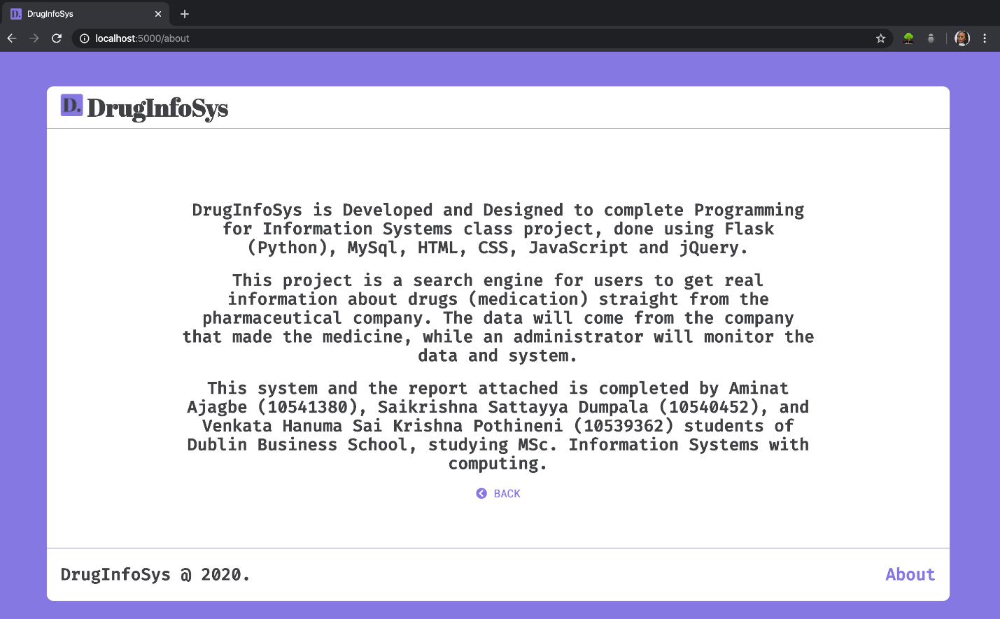 D. DrugInfoSys
localhost:5000/about
D. DrugInfoSys
DrugInfoSys is Developed and Designed to complete Programming
for Information Systems class project, done using Flask
(Python), MySql, HTML, CSS, JavaScript and jQuery.
This project is a search engine for users to get real
information about drugs (medication) straight from the
pharmaceutical company. The data will come from the company
that made the medicine, while an administrator will monitor the
data and system.
This system and the report attached is completed by Aminat
Ajagbe (10541380), Saikrishna Sattayya Dumpala (10540452), and
Venkata Hanuma Sai Krishna Pothineni (10539362) students of
Dublin Business School, studying MSc. Information Systems with
computing.
BACK
DrugInfoSys @ 2020.
About